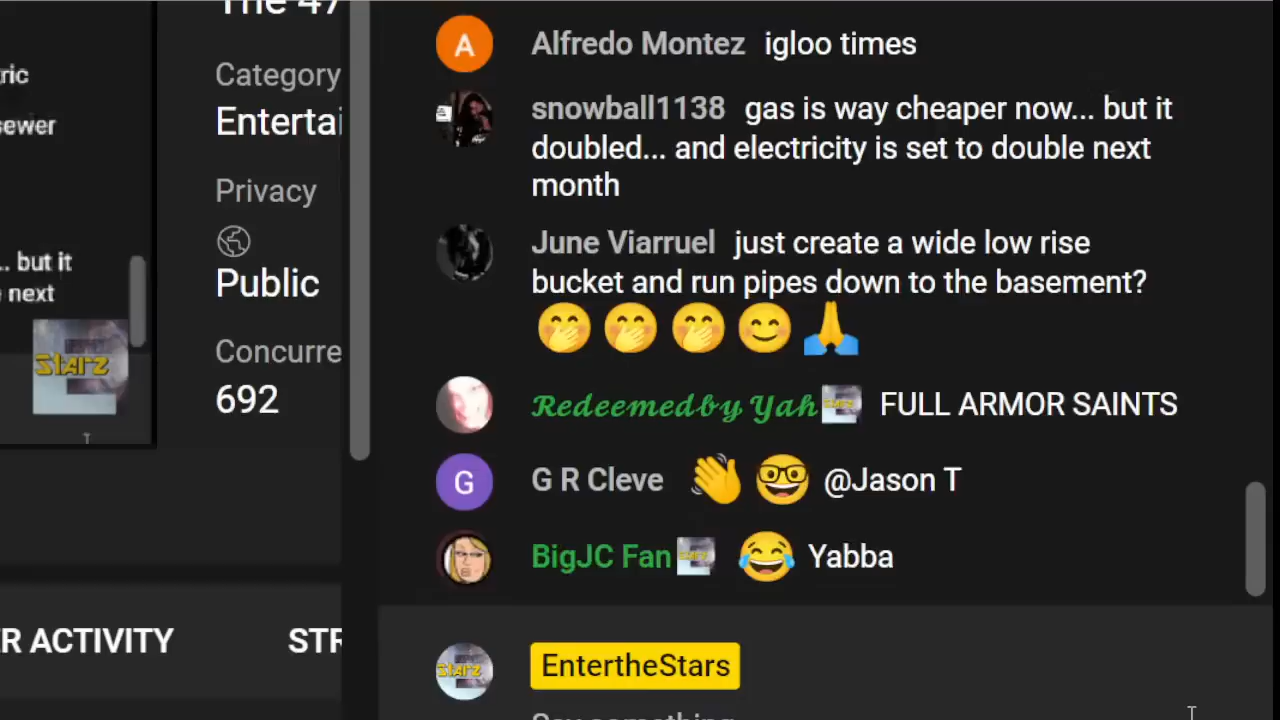 The 47
ric
sewer
.. but it
next
Starz
Category
Entertai
Privacy
Public
Concurre
692
R ACTIVITY
STR
A Alfredo Montez igloo times
snowball1138 gas is way cheaper now... but it
doubled... and electricity is set to double next
month
June Viarruel just create a wide low rise
bucket and run pipes down to the basement?
🤭🤭🤭😊🙏
Redeemed by Yah FULL ARMOR SAINTS
G G R Cleve 👋 🤓 @Jason T
BigJC Fan 😂 Yabba
Starz EntertheStars
Say something